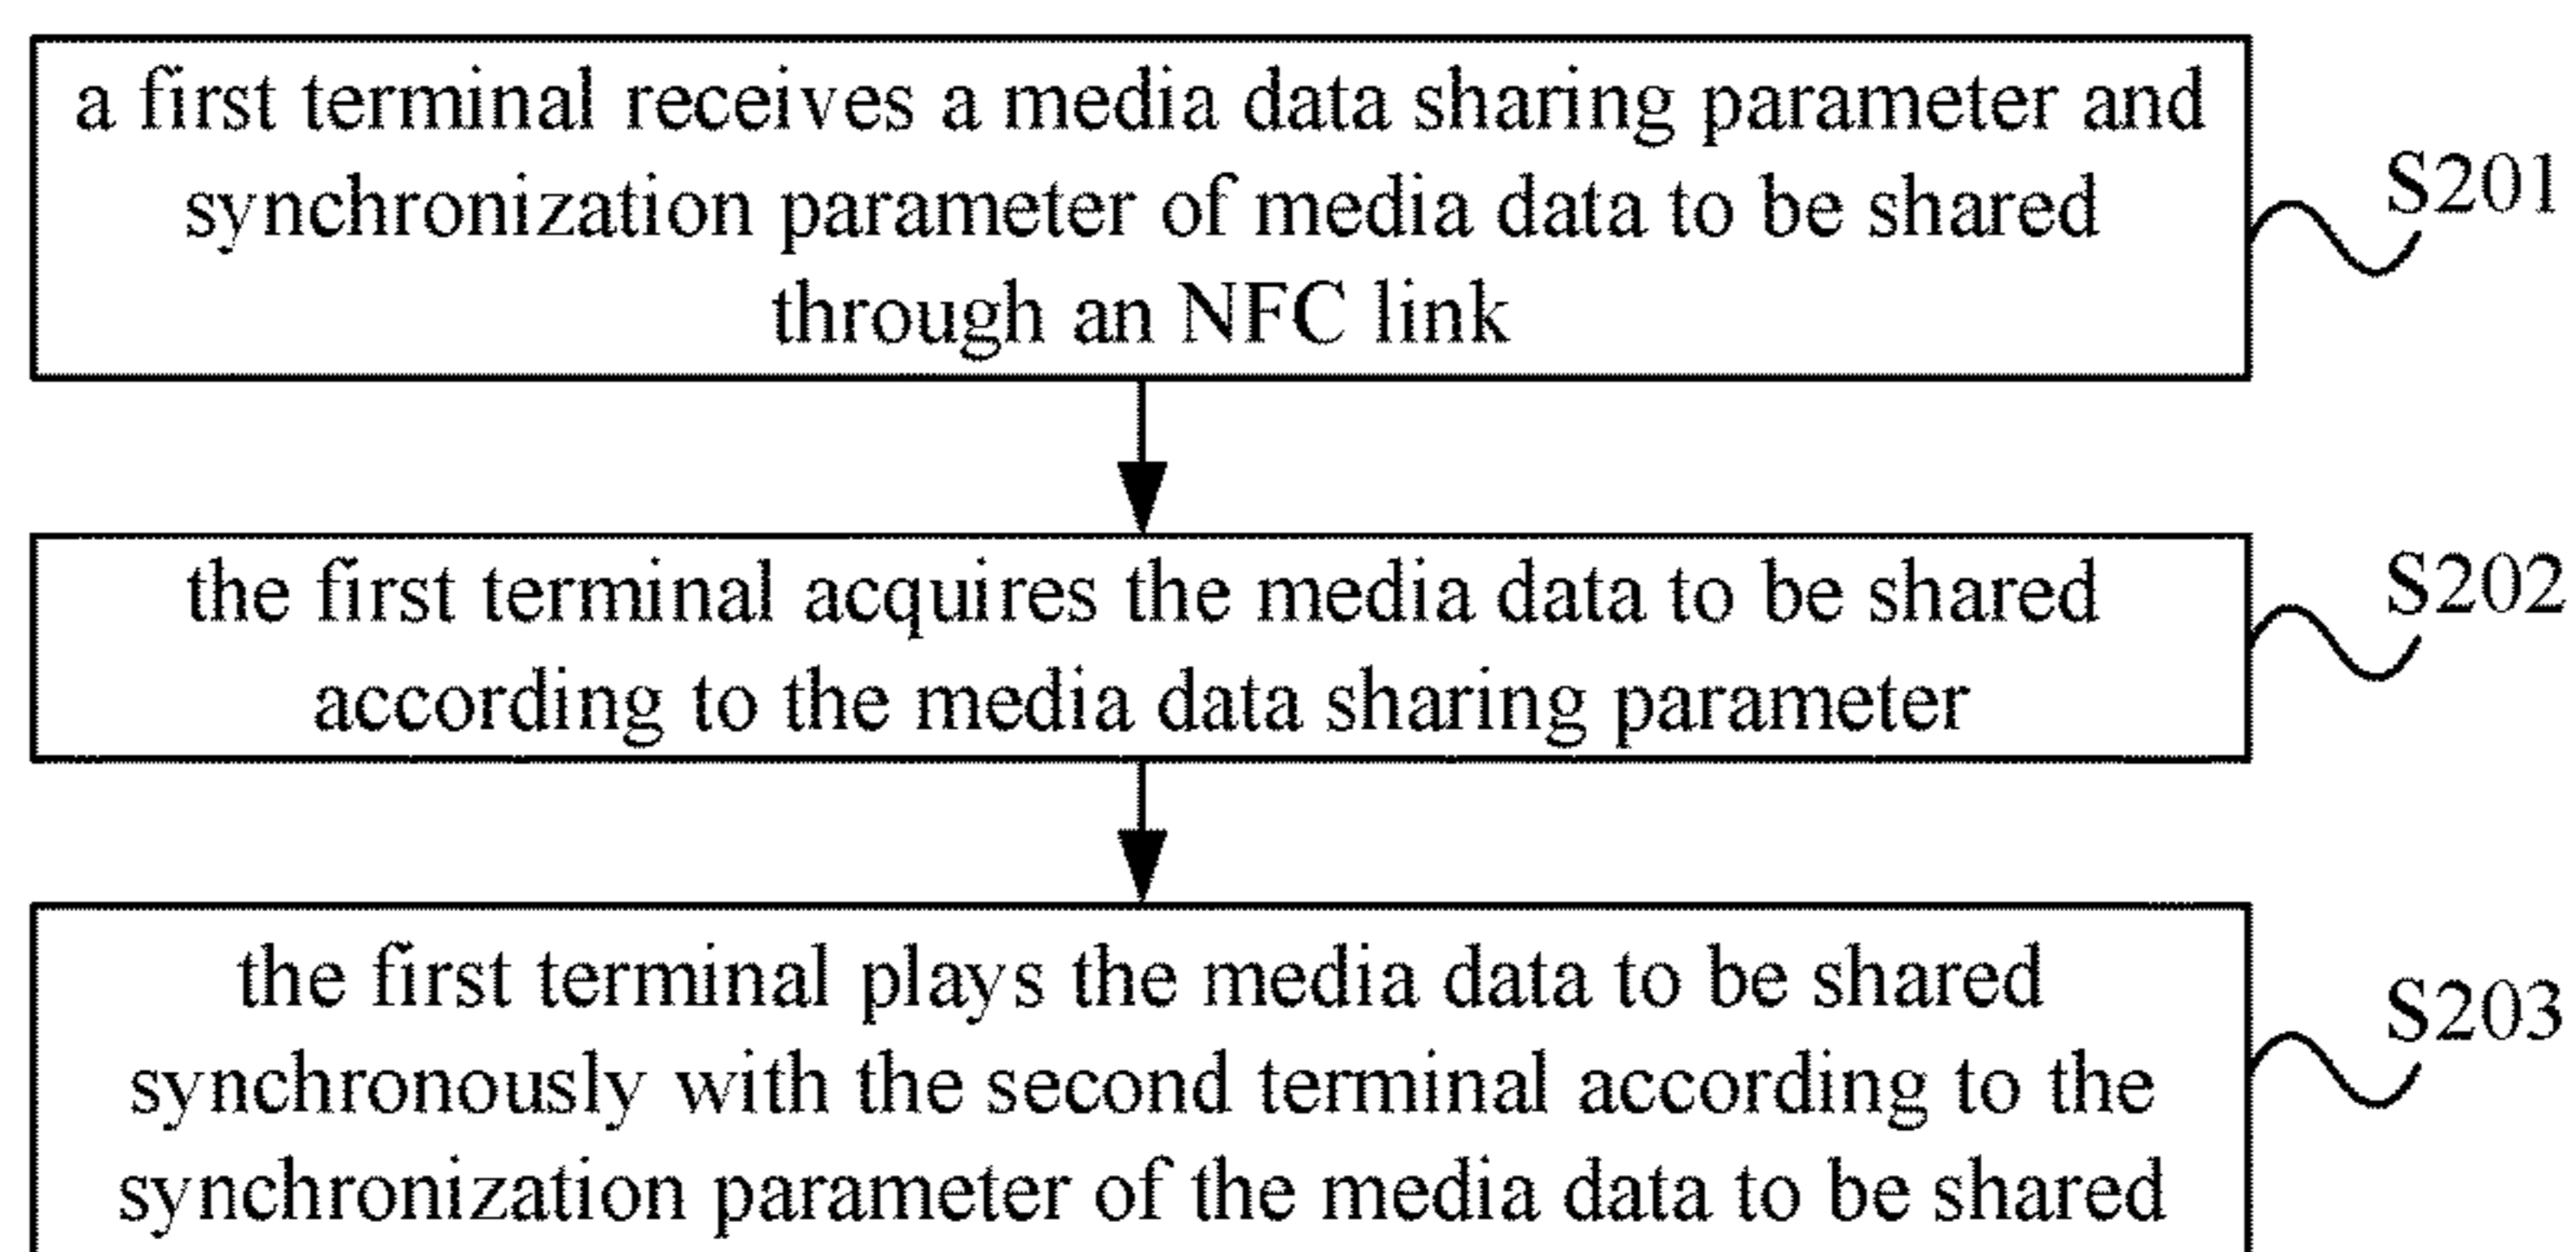 a first terminal receives a media data sharing parameter and
synchronization parameter of media data to be shared
through an NFC link
S201
the first terminal acquires the media data to be shared
according to the media data sharing parameter
S202
the first terminal plays the media data to be shared
synchronously with the second terminal according to the
synchronization parameter of the media data to be shared
S203